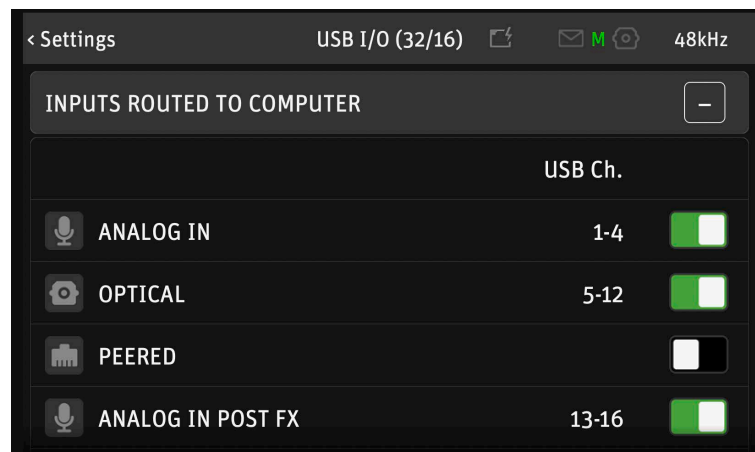 < Settings USB I/O (32/16) M 48kHz
INPUTS ROUTED TO COMPUTER –
USB Ch.
ANALOG IN 1-4
OPTICAL 5-12
PEERED
ANALOG IN POST FX 13-16